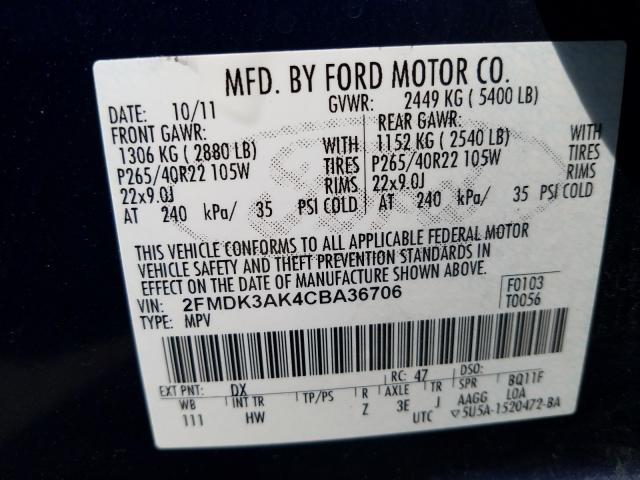 MFD. BY FORD MOTOR CO.
DATE: 10/11 GVWR: 2449 KG ( 5400 LB)
FRONT GAWR: REAR GAWR:
1306 KG ( 2880 LB) WITH 1152 KG ( 2540 LB) WITH
P265/40R22 105W TIRES P265/40R22 105W TIRES
22x9.0J RIMS 22x9.0J RIMS
AT 240 kPa/ 35 PSI COLD AT 240 kPa/ 35 PSI COLD
THIS VEHICLE CONFORMS TO ALL APPLICABLE FEDERAL MOTOR
VEHICLE SAFETY AND THEFT PREVENTION STANDARDS IN
EFFECT ON THE DATE OF MANUFACTURE SHOWN ABOVE.
VIN: 2FMDK3AK4CBA36706 F0103
TYPE: MPV T0056
EXT PNT: DX RC: 47 DSO:
WB INT TR TP/PS R AXLE TR SPR BQ11F
111 HW Z 3E J AAGG LOA
UTC ▽5U5A-1520472-BA